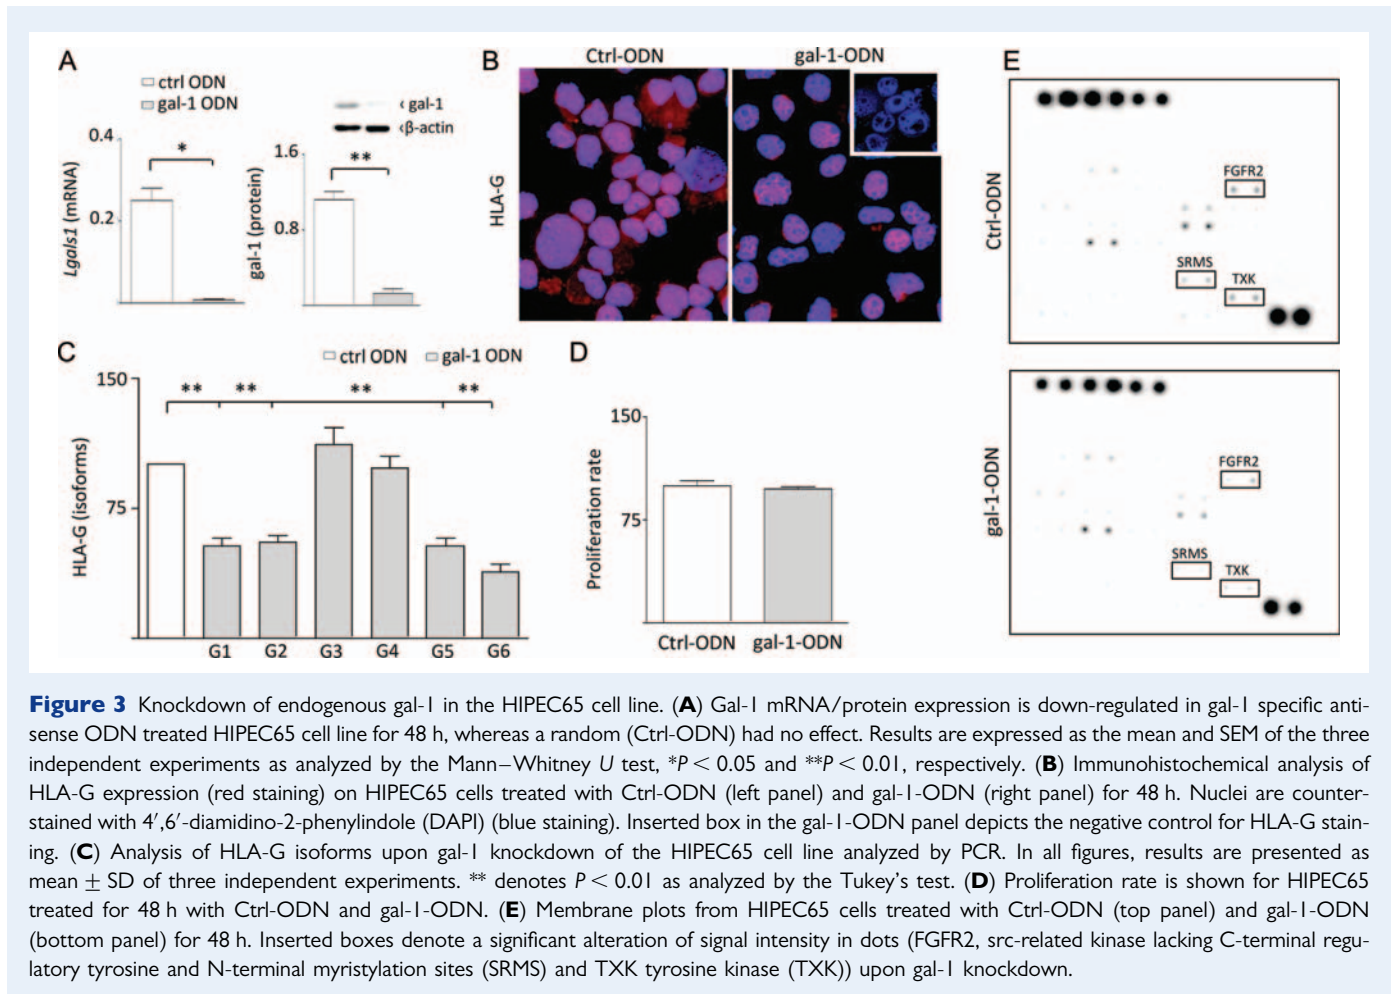 A
ctrl ODN
gal-1 ODN
0.4
0.2
*
Lgals1 (mRNA)
‹ gal-1
‹β-actin
1.6
0.8
**
gal-1 (protein)
B
Ctrl-ODN
gal-1-ODN
HLA-G
C
ctrl ODN
gal-1 ODN
150
75
** ** ** **
HLA-G (isoforms)
G1 G2 G3 G4 G5 G6
D
150
75
Proliferation rate
Ctrl-ODN gal-1-ODN
E
Ctrl-ODN
FGFR2
SRMS
TXK
gal-1-ODN
FGFR2
SRMS
TXK
Figure 3 Knockdown of endogenous gal-1 in the HIPEC65 cell line. (A) Gal-1 mRNA/protein expression is down-regulated in gal-1 specific anti-
sense ODN treated HIPEC65 cell line for 48 h, whereas a random (Ctrl-ODN) had no effect. Results are expressed as the mean and SEM of the three
independent experiments as analyzed by the Mann–Whitney U test, *P < 0.05 and **P < 0.01, respectively. (B) Immunohistochemical analysis of
HLA-G expression (red staining) on HIPEC65 cells treated with Ctrl-ODN (left panel) and gal-1-ODN (right panel) for 48 h. Nuclei are counter-
stained with 4′,6′-diamidino-2-phenylindole (DAPI) (blue staining). Inserted box in the gal-1-ODN panel depicts the negative control for HLA-G stain-
ing. (C) Analysis of HLA-G isoforms upon gal-1 knockdown of the HIPEC65 cell line analyzed by PCR. In all figures, results are presented as
mean ± SD of three independent experiments. ** denotes P < 0.01 as analyzed by the Tukey's test. (D) Proliferation rate is shown for HIPEC65
treated for 48 h with Ctrl-ODN and gal-1-ODN. (E) Membrane plots from HIPEC65 cells treated with Ctrl-ODN (top panel) and gal-1-ODN
(bottom panel) for 48 h. Inserted boxes denote a significant alteration of signal intensity in dots (FGFR2, src-related kinase lacking C-terminal regu-
latory tyrosine and N-terminal myristylation sites (SRMS) and TXK tyrosine kinase (TXK)) upon gal-1 knockdown.